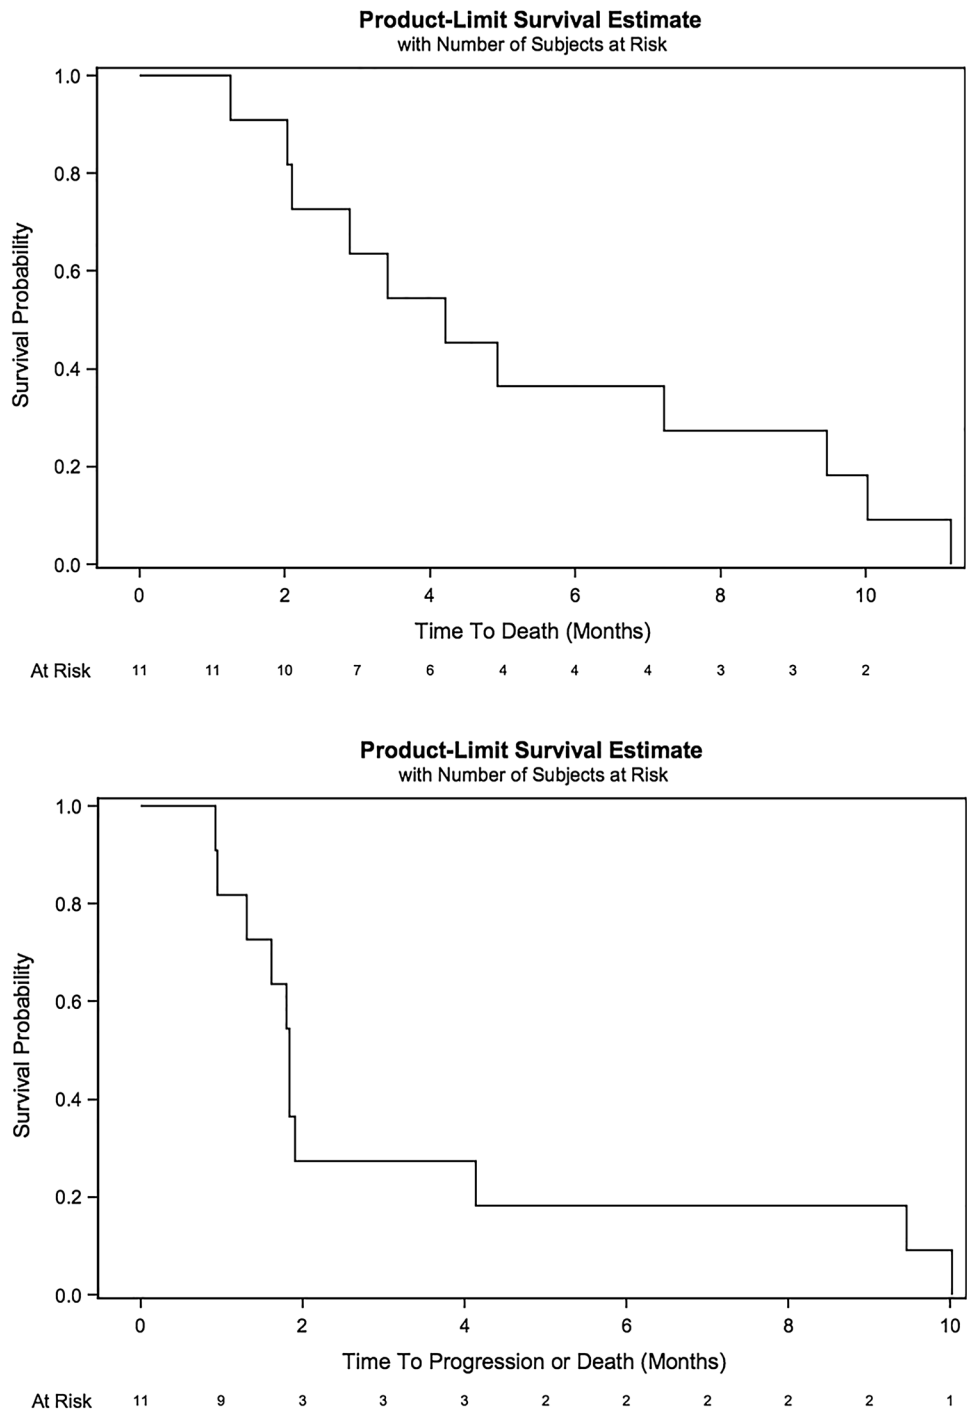 Product-Limit Survival Estimate
with Number of Subjects at Risk
1.0
0.8
0.6
0.4
0.2
0.0
Survival Probability
0 2 4 6 8 10
Time To Death (Months)
At Risk 11 11 10 7 6 4 4 4 3 3 2
Product-Limit Survival Estimate
with Number of Subjects at Risk
1.0
0.8
0.6
0.4
0.2
0.0
Survival Probability
0 2 4 6 8 10
Time To Progression or Death (Months)
At Risk 11 9 3 3 3 2 2 2 2 2 1